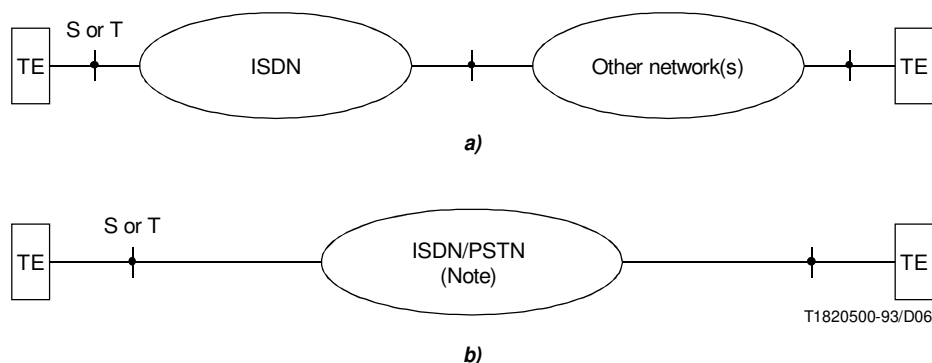 S or T
TE ISDN Other network(s) TE
a)
S or T
TE ISDN/PSTN TE
(Note)
T1820500-93/D06
b)